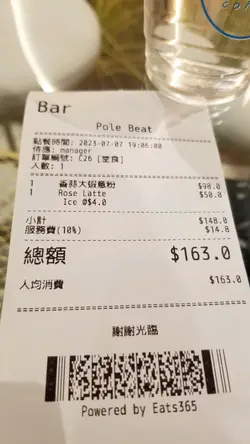 Bar
Pole Beat
點餐時間: 2023-07-07 19:06:00
侍應: manager
訂單編號: C26 [堂食]
人數: 1
1 香蒜大蝦意粉 $98.0
1 Rose Latte $50.0
Ice @$4.0
小計 $148.0
服務費(10%) $14.8
總額 $163.0
人均消費 $163.0
謝謝光臨
Powered by Eats365